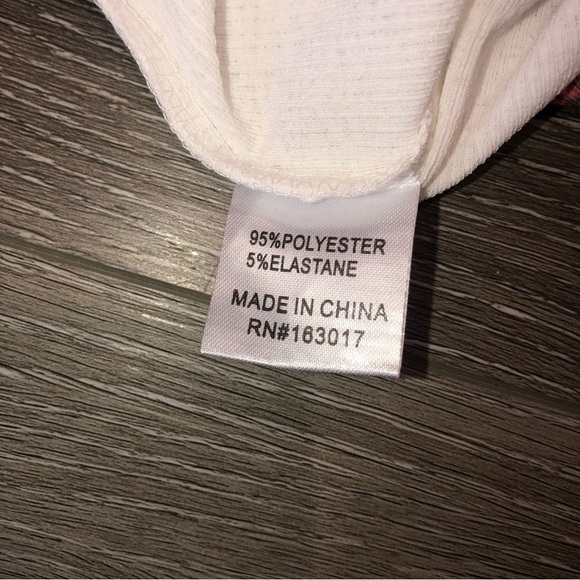 95%POLYESTER
5%ELASTANE
MADE IN CHINA
RN#163017